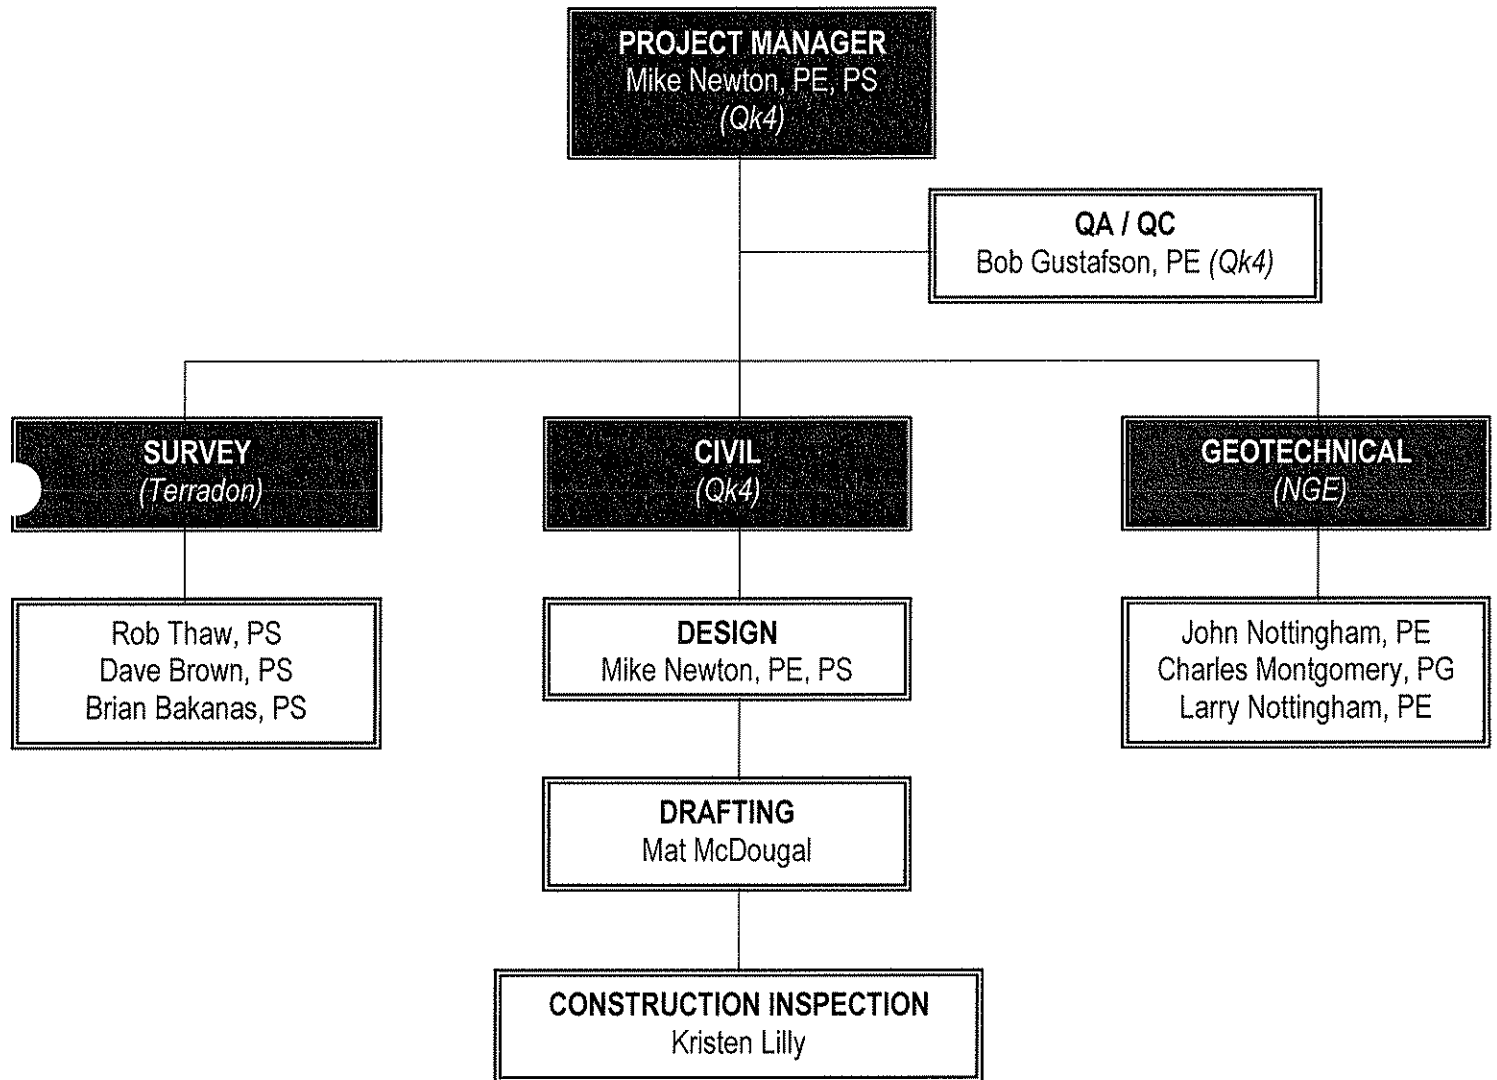 PROJECT MANAGER
Mike Newton, PE, PS
(Qk4)
QA / QC
Bob Gustafson, PE (Qk4)
SURVEY
(Terradon)
CIVIL
(Qk4)
GEOTECHNICAL
(NGE)
Rob Thaw, PS
Dave Brown, PS
Brian Bakanas, PS
DESIGN
Mike Newton, PE, PS
John Nottingham, PE
Charles Montgomery, PG
Larry Nottingham, PE
DRAFTING
Mat McDougal
CONSTRUCTION INSPECTION
Kristen Lilly